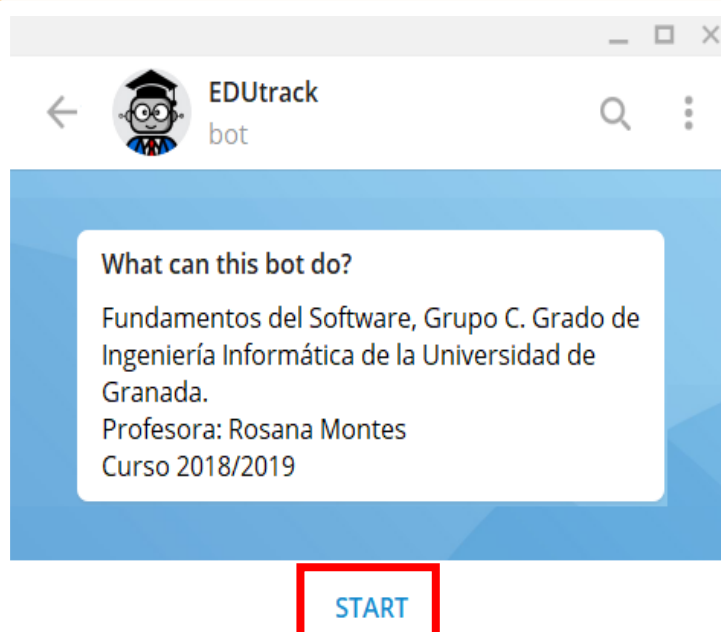 EDUtrack
bot
What can this bot do?
Fundamentos del Software, Grupo C. Grado de
Ingeniería Informática de la Universidad de
Granada.
Profesora: Rosana Montes
Curso 2018/2019
START